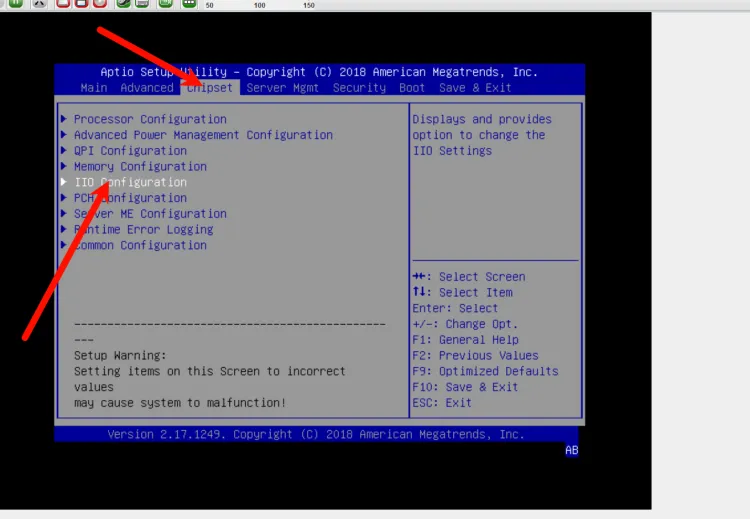 50 100 150
Aptio Setup Utility – Copyright (C) 2018 American Megatrends, Inc.
Main Advanced Chipset Server Mgmt Security Boot Save & Exit
Processor Configuration
Advanced Power Management Configuration
QPI Configuration
Memory Configuration
IIO Configuration
PCH Configuration
Server ME Configuration
Runtime Error Logging
Common Configuration
------------------------------------------------
---
Setup Warning:
Setting items on this Screen to incorrect
values
may cause system to malfunction!
Displays and provides
option to change the
IIO Settings
→←: Select Screen
↑↓: Select Item
Enter: Select
+/-: Change Opt.
F1: General Help
F2: Previous Values
F9: Optimized Defaults
F10: Save & Exit
ESC: Exit
Version 2.17.1249. Copyright (C) 2018 American Megatrends, Inc.
AB